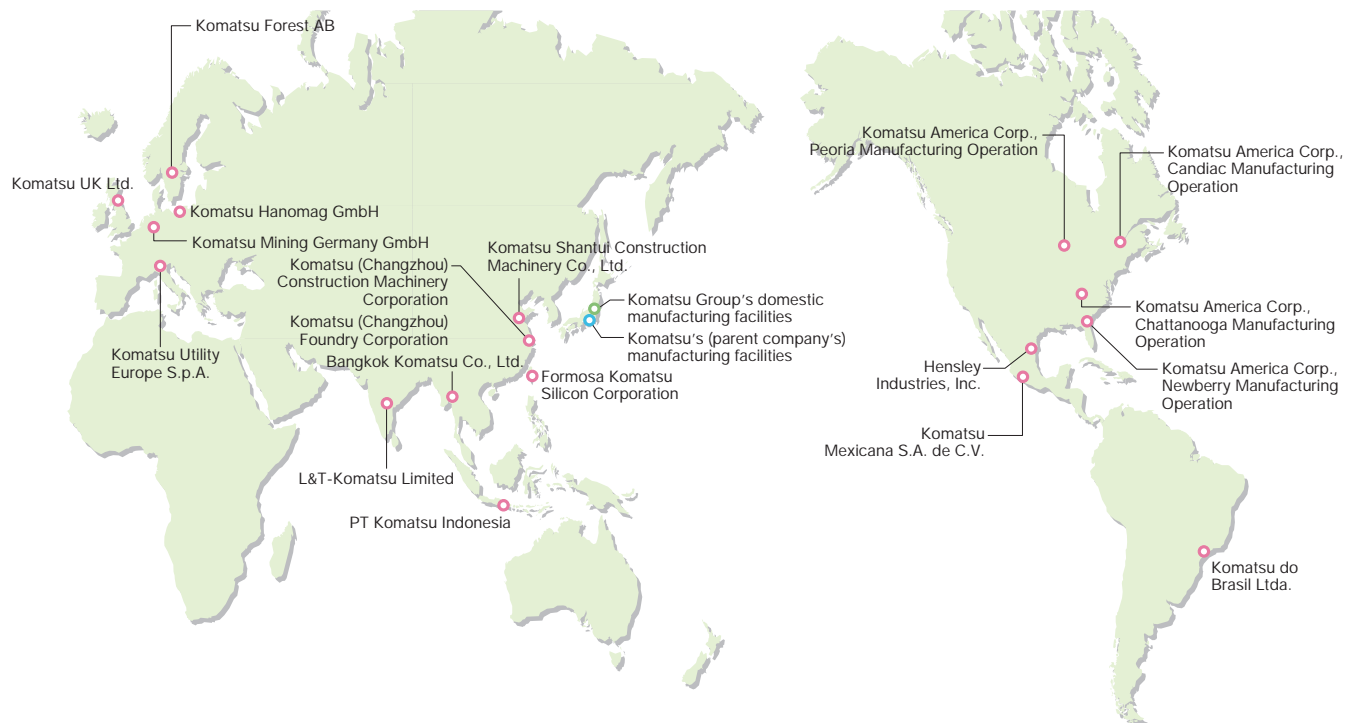 Komatsu Forest AB
Komatsu UK Ltd.
Komatsu Hanomag GmbH
Komatsu Mining Germany GmbH
Komatsu Utility
Europe S.p.A.
Komatsu (Changzhou)
Construction Machinery
Corporation
Komatsu (Changzhou)
Foundry Corporation
Komatsu Shantui Construction
Machinery Co., Ltd.
Komatsu Group's domestic
manufacturing facilities
Komatsu's (parent company's)
manufacturing facilities
Bangkok Komatsu Co., Ltd.
Formosa Komatsu
Silicon Corporation
L&T-Komatsu Limited
PT Komatsu Indonesia
Komatsu America Corp.,
Peoria Manufacturing Operation
Komatsu America Corp.,
Candiac Manufacturing
Operation
Komatsu America Corp.,
Chattanooga Manufacturing
Operation
Komatsu America Corp.,
Newberry Manufacturing
Operation
Hensley
Industries, Inc.
Komatsu
Mexicana S.A. de C.V.
Komatsu do
Brasil Ltda.